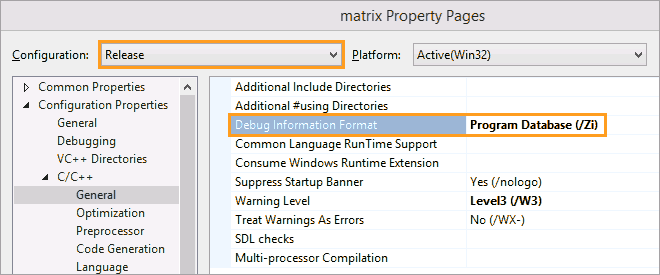 matrix Property Pages
Configuration: Release Platform: Active(Win32)
Common Properties
Configuration Properties
General
Debugging
VC++ Directories
C/C++
General
Optimization
Preprocessor
Code Generation
Language
Additional Include Directories
Additional #using Directories
Debug Information Format Program Database (/Zi)
Common Language RunTime Support
Consume Windows Runtime Extension
Suppress Startup Banner Yes (/nologo)
Warning Level Level3 (/W3)
Treat Warnings As Errors No (/WX-)
SDL checks
Multi-processor Compilation